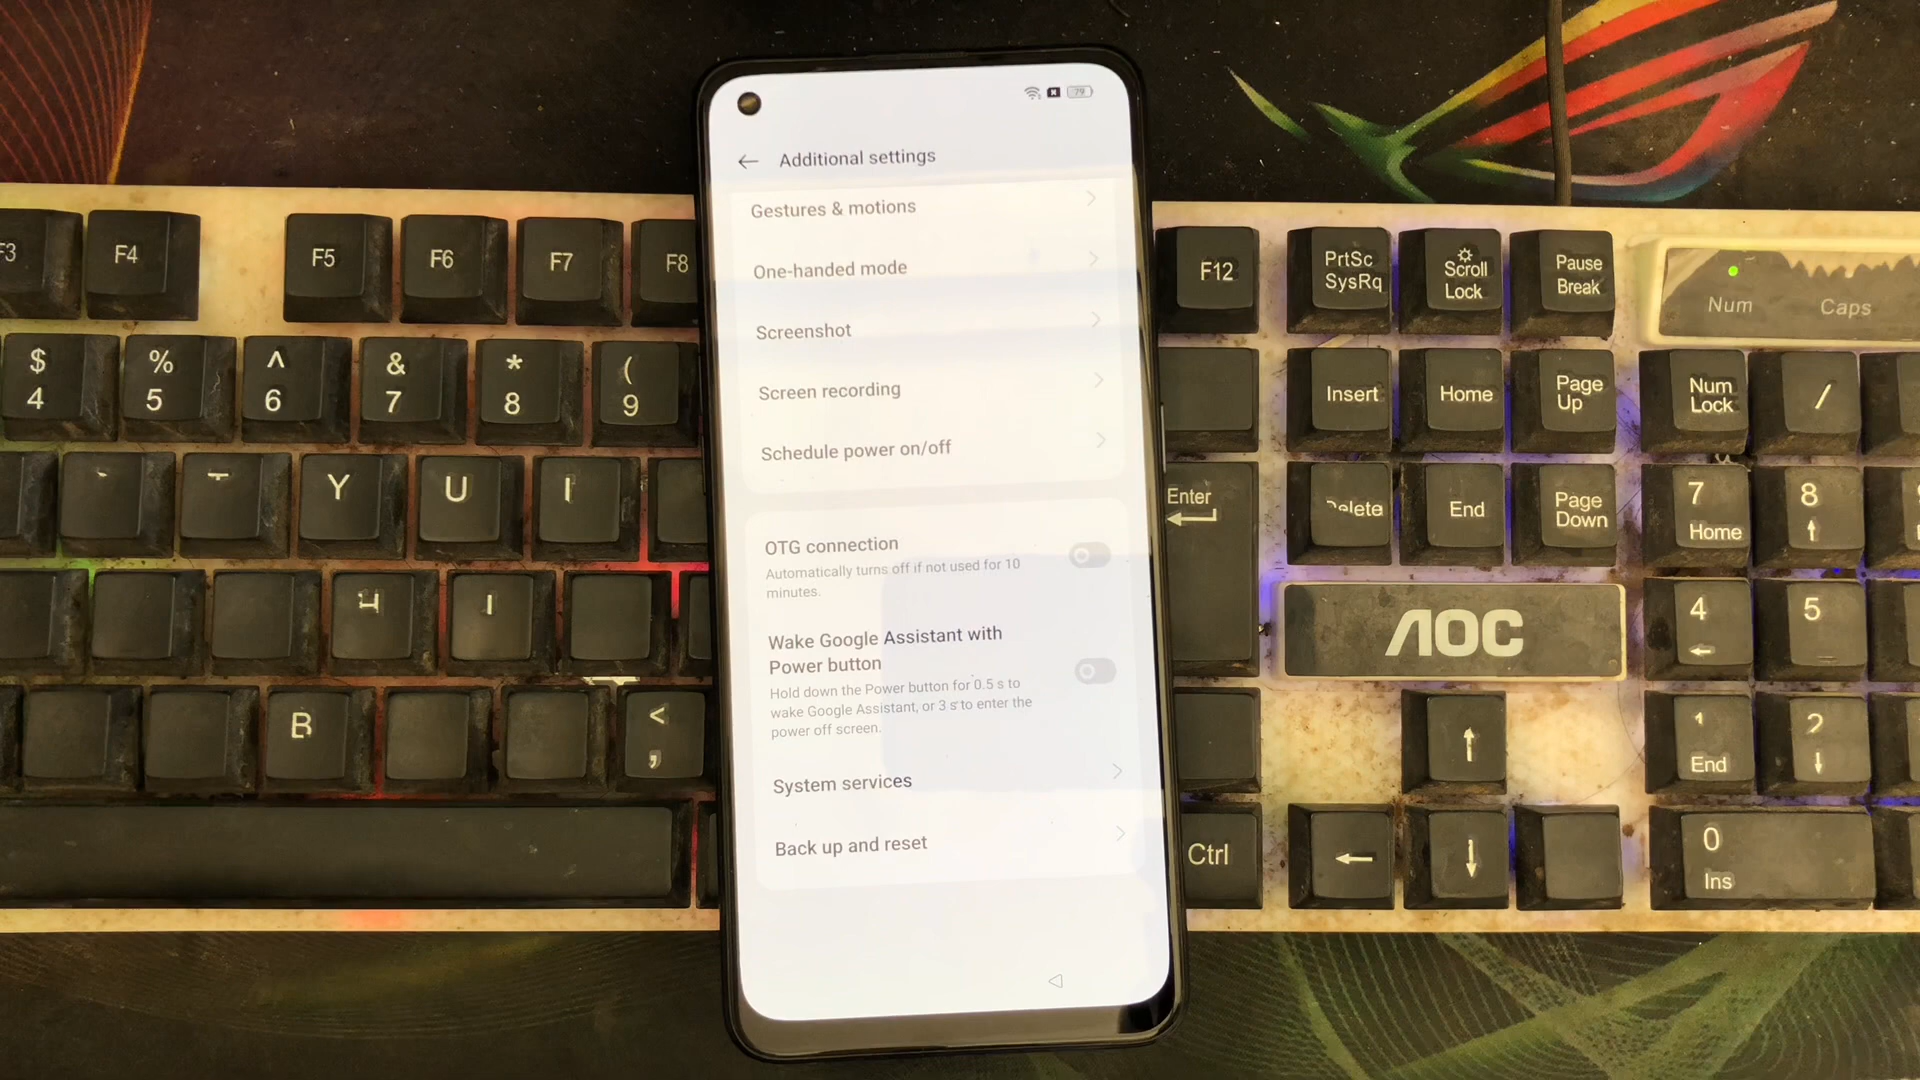 79
Additional settings
Gestures & motions
One-handed mode
Screenshot
Screen recording
Schedule power on/off
OTG connection
Automatically turns off if not used for 10
minutes.
Wake Google Assistant with
Power button
Hold down the Power button for 0.5 s to
wake Google Assistant, or 3 s to enter the
power off screen.
System services
Back up and reset
F3
F4
F5
F6
F7
F8
F12
PrtSc
SysRq
Scroll
Lock
Pause
Break
Num
Caps
$
4
%
5
^
6
&
7
*
8
(
9
Insert
Home
Page
Up
Num
Lock
/
Y
U
I
Enter
End
Page
Down
7
Home
8
AOC
4
5
B
<
,
1
End
2
Ctrl
0
Ins